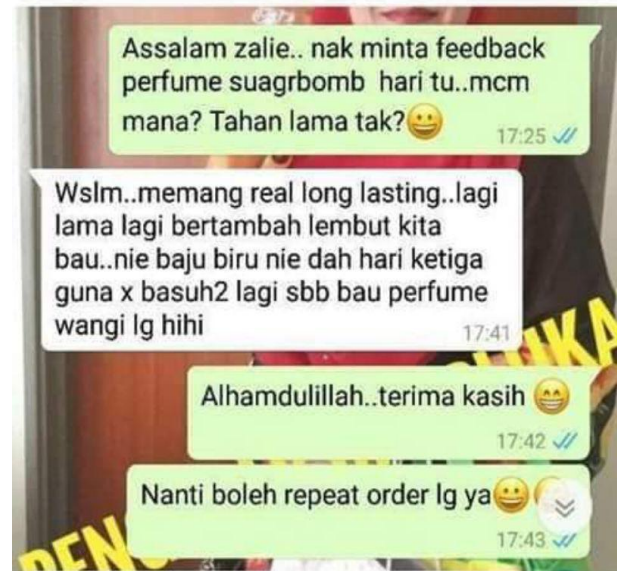 Assalam zalie.. nak minta feedback
perfume suagrbomb hari tu..mcm
mana? Tahan lama tak?😀
17:25
Wslm..memang real long lasting..lagi
lama lagi bertambah lembut kita
bau..nie baju biru nie dah hari ketiga
guna x basuh2 lagi sbb bau perfume
wangi lg hihi
17:41
Alhamdulillah..terima kasih 😁
17:42
Nanti boleh repeat order lg ya😀
17:43